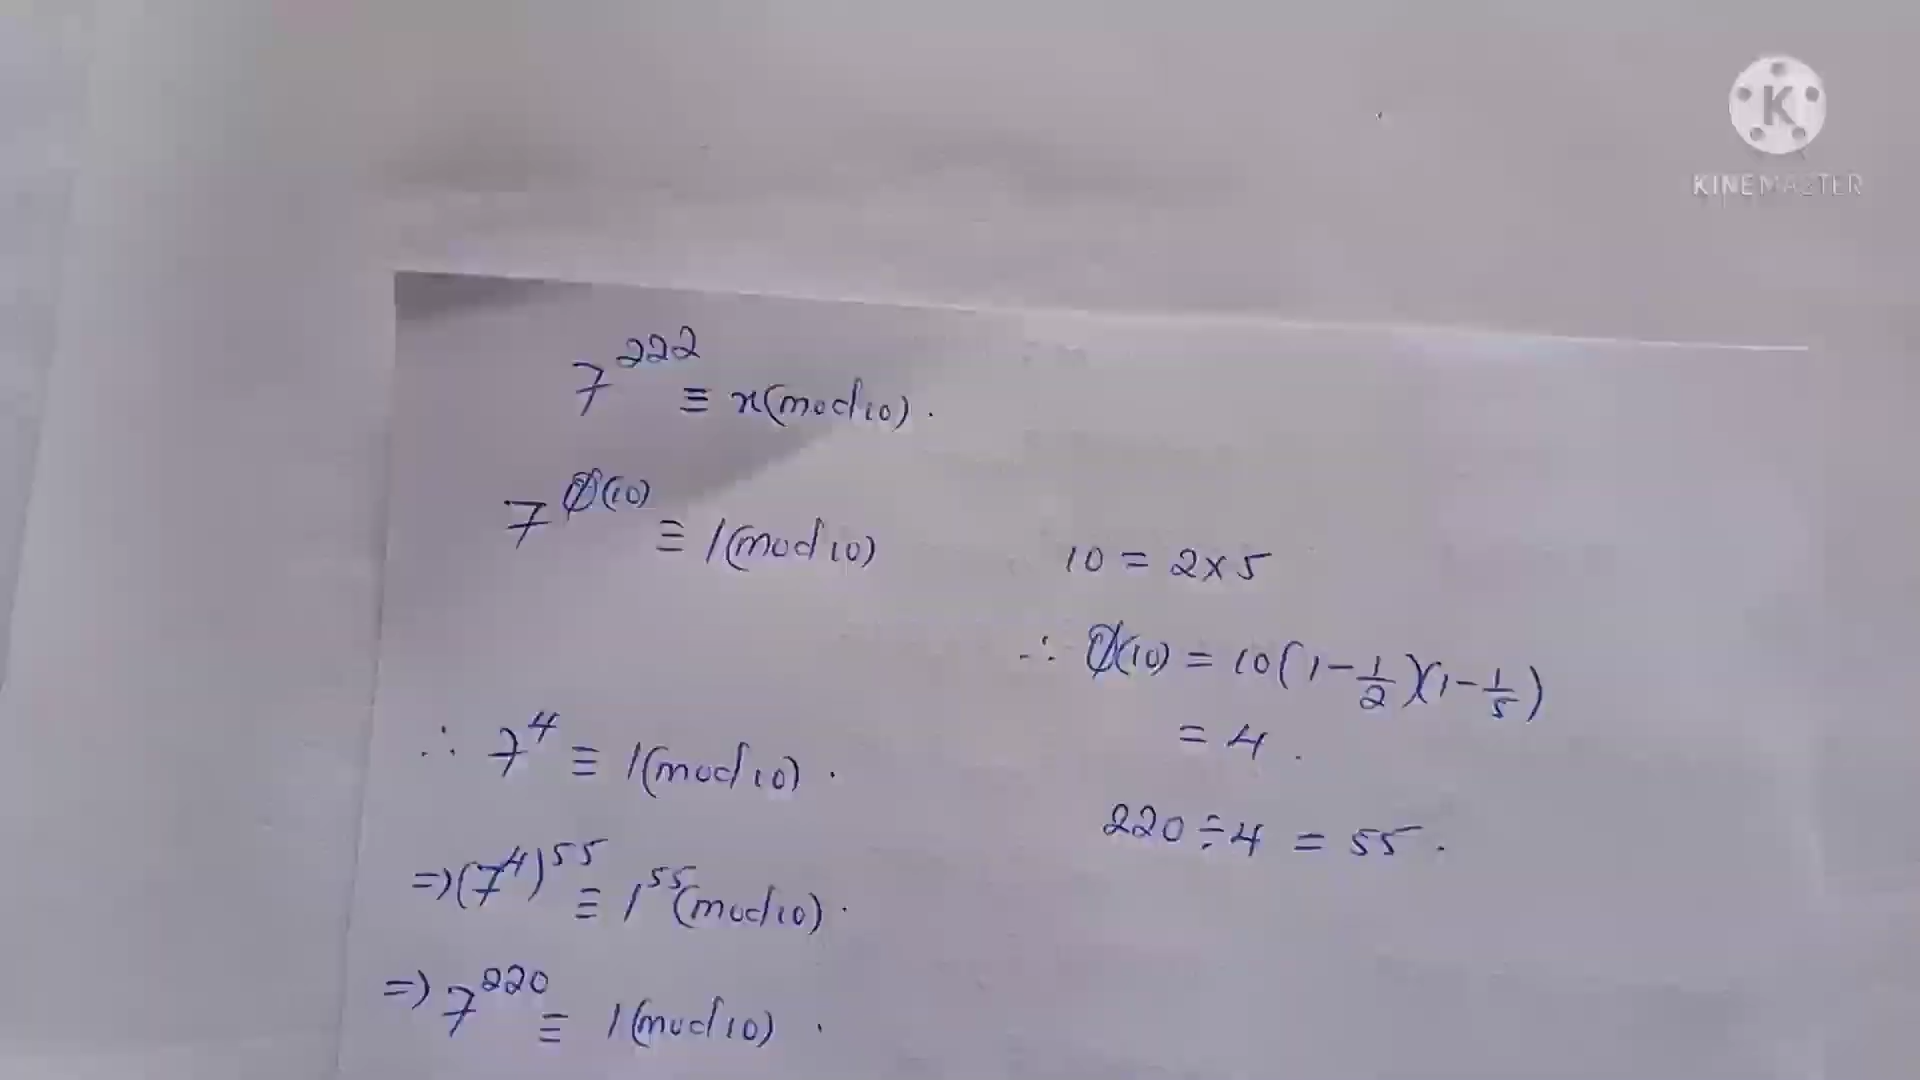 K
KINEMASTER
7^222 ≡ x(mod 10).
7^Ø(10) ≡ 1(mod 10)
10 = 2 x 5
∴ Ø(10) = 10(1-1/2)(1-1/5)
= 4.
∴ 7^4 ≡ 1(mod 10).
220 ÷ 4 = 55.
=> (7^4)^55 ≡ 1^55(mod 10).
=> 7^220 ≡ 1(mod 10).